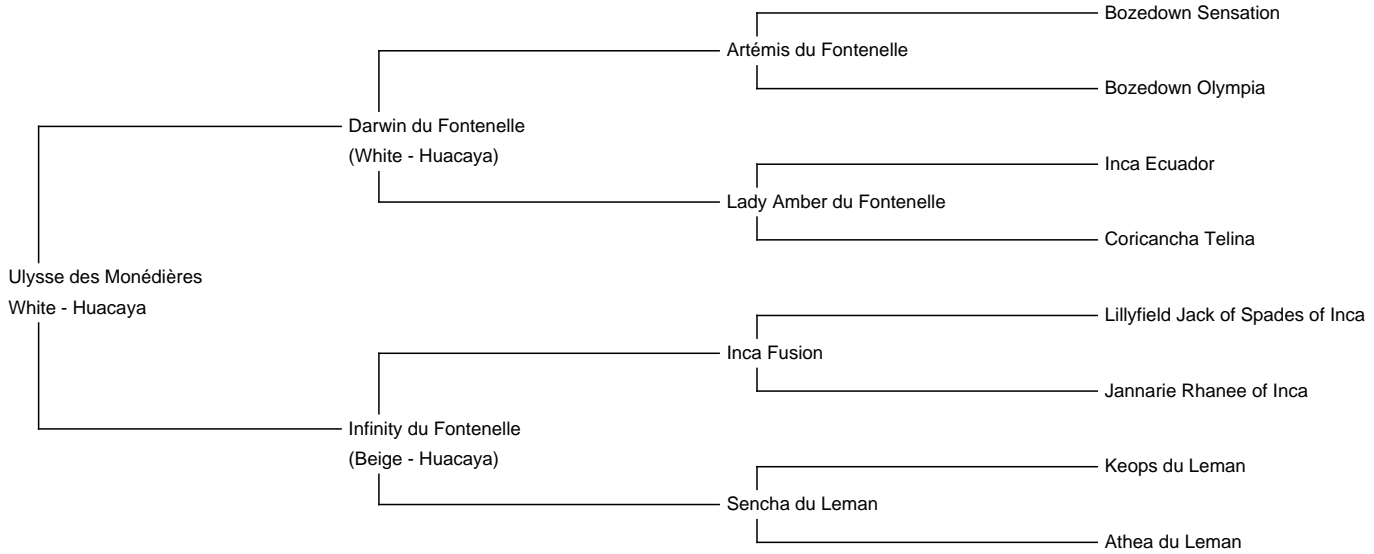 Bozedown Sensation
Artémis du Fontenelle
Bozedown Olympia
Darwin du Fontenelle
(White - Huacaya)
Inca Ecuador
Lady Amber du Fontenelle
Coricancha Telina
Ulysse des Monédières
White - Huacaya
Lillyfield Jack of Spades of Inca
Inca Fusion
Jannarie Rhanee of Inca
Infinity du Fontenelle
(Beige - Huacaya)
Keops du Leman
Sencha du Leman
Athea du Leman